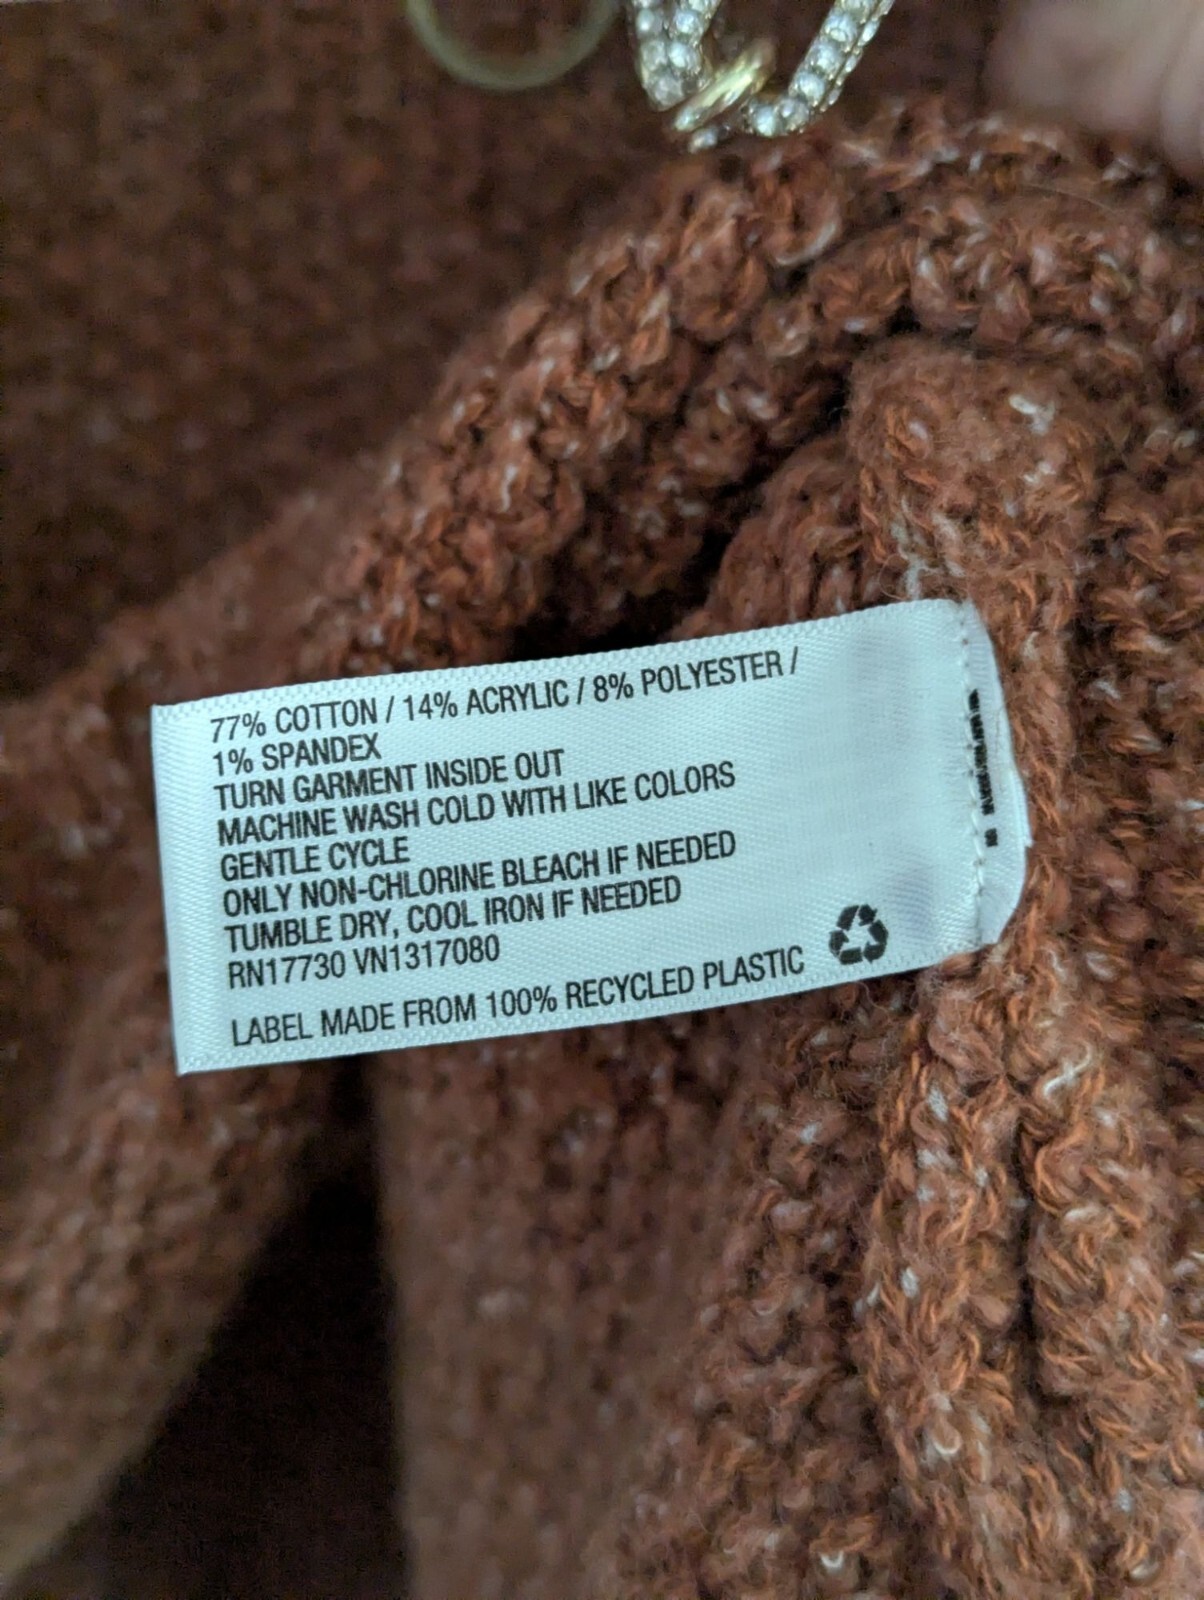 77% COTTON / 14% ACRYLIC / 8% POLYESTER /
1% SPANDEX
TURN GARMENT INSIDE OUT
MACHINE WASH COLD WITH LIKE COLORS
GENTLE CYCLE
ONLY NON-CHLORINE BLEACH IF NEEDED
TUMBLE DRY, COOL IRON IF NEEDED
RN17730 VN1317080
LABEL MADE FROM 100% RECYCLED PLASTIC